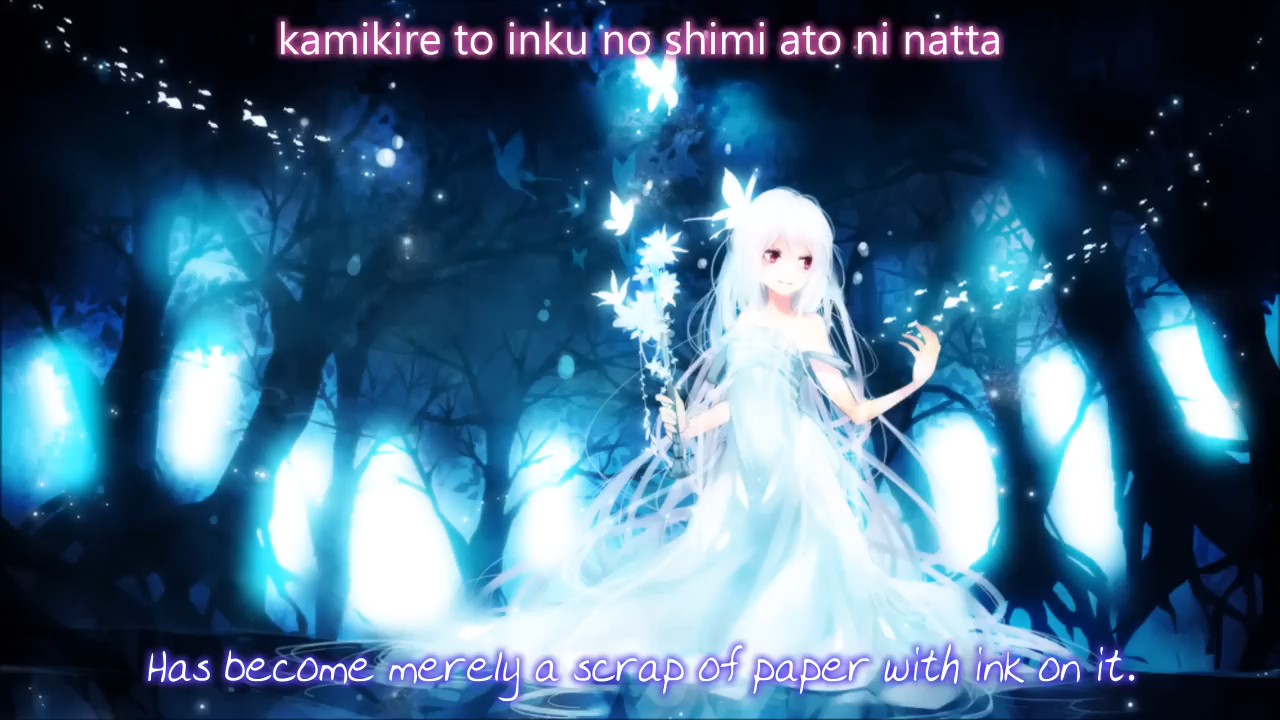 kamikire to inku no shimi ato ni natta
Has become merely a scrap of paper with ink on it.